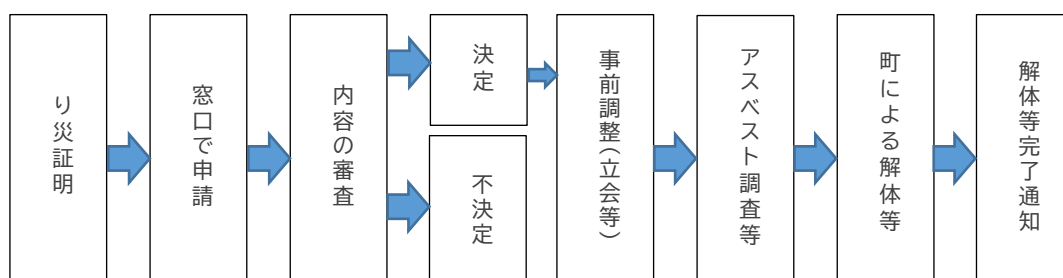 り災証明
窓口で申請
内容の審査
決定
不決定
事前調整(立会等)
アスベスト調査等
町による解体等
解体等完了通知